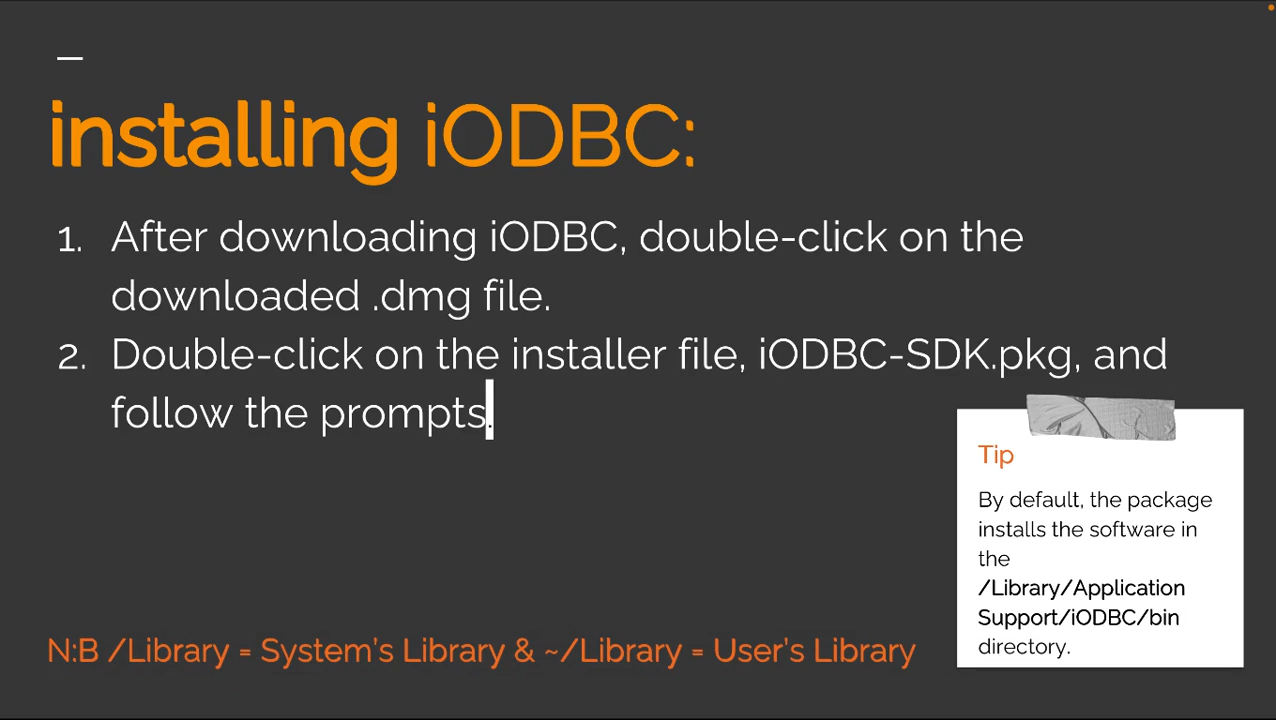 installing iODBC:
1. After downloading iODBC, double-click on the
downloaded .dmg file.
2. Double-click on the installer file, iODBC-SDK.pkg, and
follow the prompts.
Tip
By default, the package
installs the software in
the
/Library/Application
Support/iODBC/bin
directory.
N:B /Library = System's Library & ~/Library = User's Library